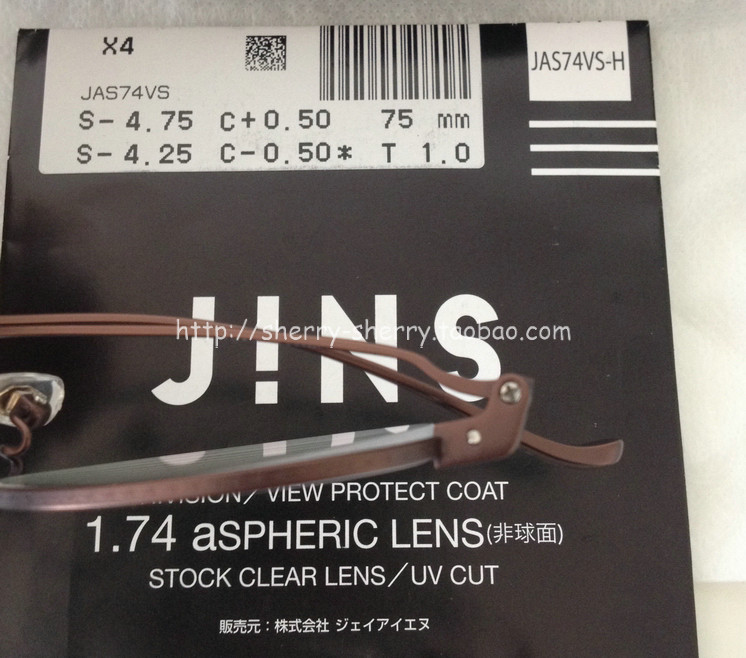 X4
JAS74VS-H
JAS74VS
S- 4.75 C+0.50 75 mm
S- 4.25 C-0.50* T 1.0
J!NS
http://sherry-sherry.taobao.com
/ VIEW PROTECT COAT
1.74 aSPHERIC LENS(非球面)
STOCK CLEAR LENS/UV CUT
販売元:株式会社 ジェイアイエヌ